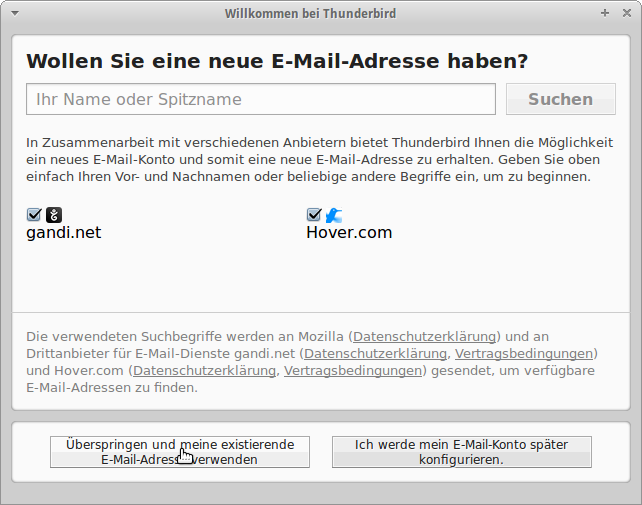 Willkommen bei Thunderbird
Wollen Sie eine neue E-Mail-Adresse haben?
Ihr Name oder Spitzname
Suchen
In Zusammenarbeit mit verschiedenen Anbietern bietet Thunderbird Ihnen die Möglichkeit
ein neues E-Mail-Konto und somit eine neue E-Mail-Adresse zu erhalten. Geben Sie oben
einfach Ihren Vor- und Nachnamen oder beliebige andere Begriffe ein, um zu beginnen.
gandi.net
Hover.com
Die verwendeten Suchbegriffe werden an Mozilla (Datenschutzerklärung) und an
Drittanbieter für E-Mail-Dienste gandi.net (Datenschutzerklärung, Vertragsbedingungen)
und Hover.com (Datenschutzerklärung, Vertragsbedingungen) gesendet, um verfügbare
E-Mail-Adressen zu finden.
Überspringen und meine existierende
E-Mail-Adresse verwenden
Ich werde mein E-Mail-Konto später
konfigurieren.